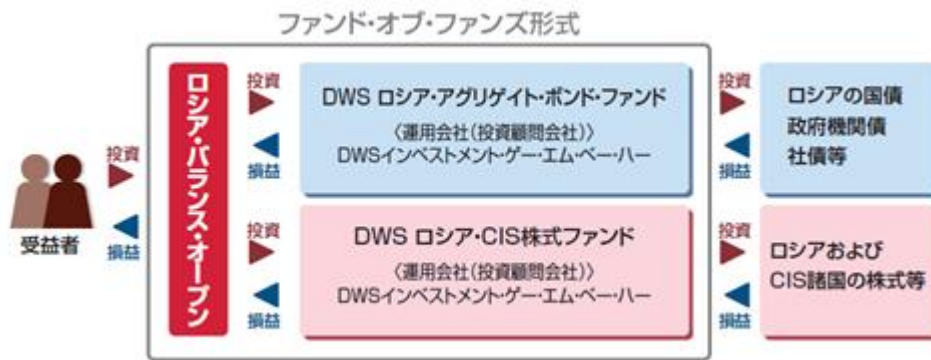 ファンド・オブ・ファンズ形式
受益者
投資
損益
ロシア・バランス・オープン
投資
損益
DWS ロシア・アグリゲイト・ボンド・ファンド
〈運用会社(投資顧問会社)〉
DWSインベストメント・ゲー・エム・ベー・ハー
投資
損益
ロシアの国債
政府機関債
社債等
投資
損益
DWS ロシア・CIS株式ファンド
〈運用会社(投資顧問会社)〉
DWSインベストメント・ゲー・エム・ベー・ハー
投資
損益
ロシアおよび
CIS諸国の株式等